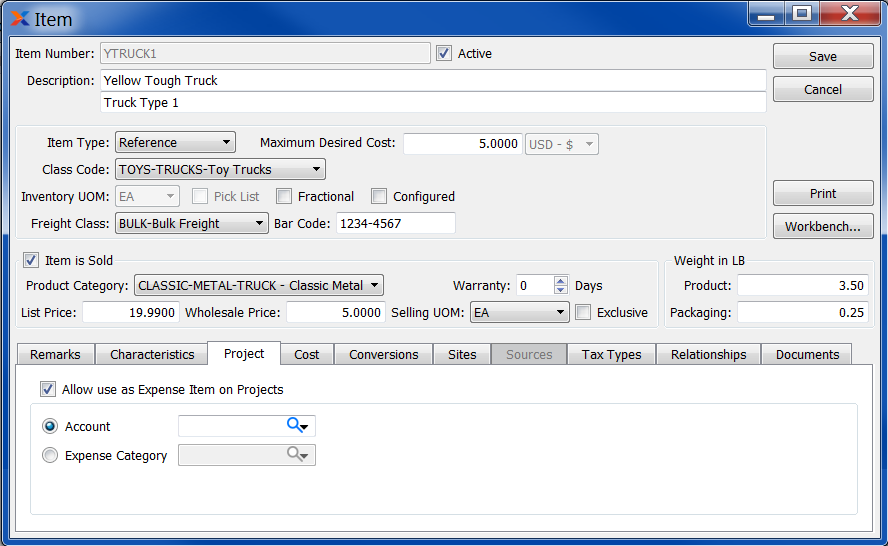 Item
Item Number: YTRUCK1 Active Save
Description: Yellow Tough Truck Cancel
Truck Type 1
Item Type: Reference Maximum Desired Cost: 5.0000 USD - $
Class Code: TOYS-TRUCKS-Toy Trucks
Inventory UOM: EA Pick List Fractional Configured Print
Freight Class: BULK-Bulk Freight Bar Code: 1234-4567 Workbench...
Item is Sold Weight in LB
Product Category: CLASSIC-METAL-TRUCK - Classic Metal Warranty: 0 Days Product: 3.50
List Price: 19.9900 Wholesale Price: 5.0000 Selling UOM: EA Exclusive Packaging: 0.25
Remarks Characteristics Project Cost Conversions Sites Sources Tax Types Relationships Documents
Allow use as Expense Item on Projects
Account
Expense Category